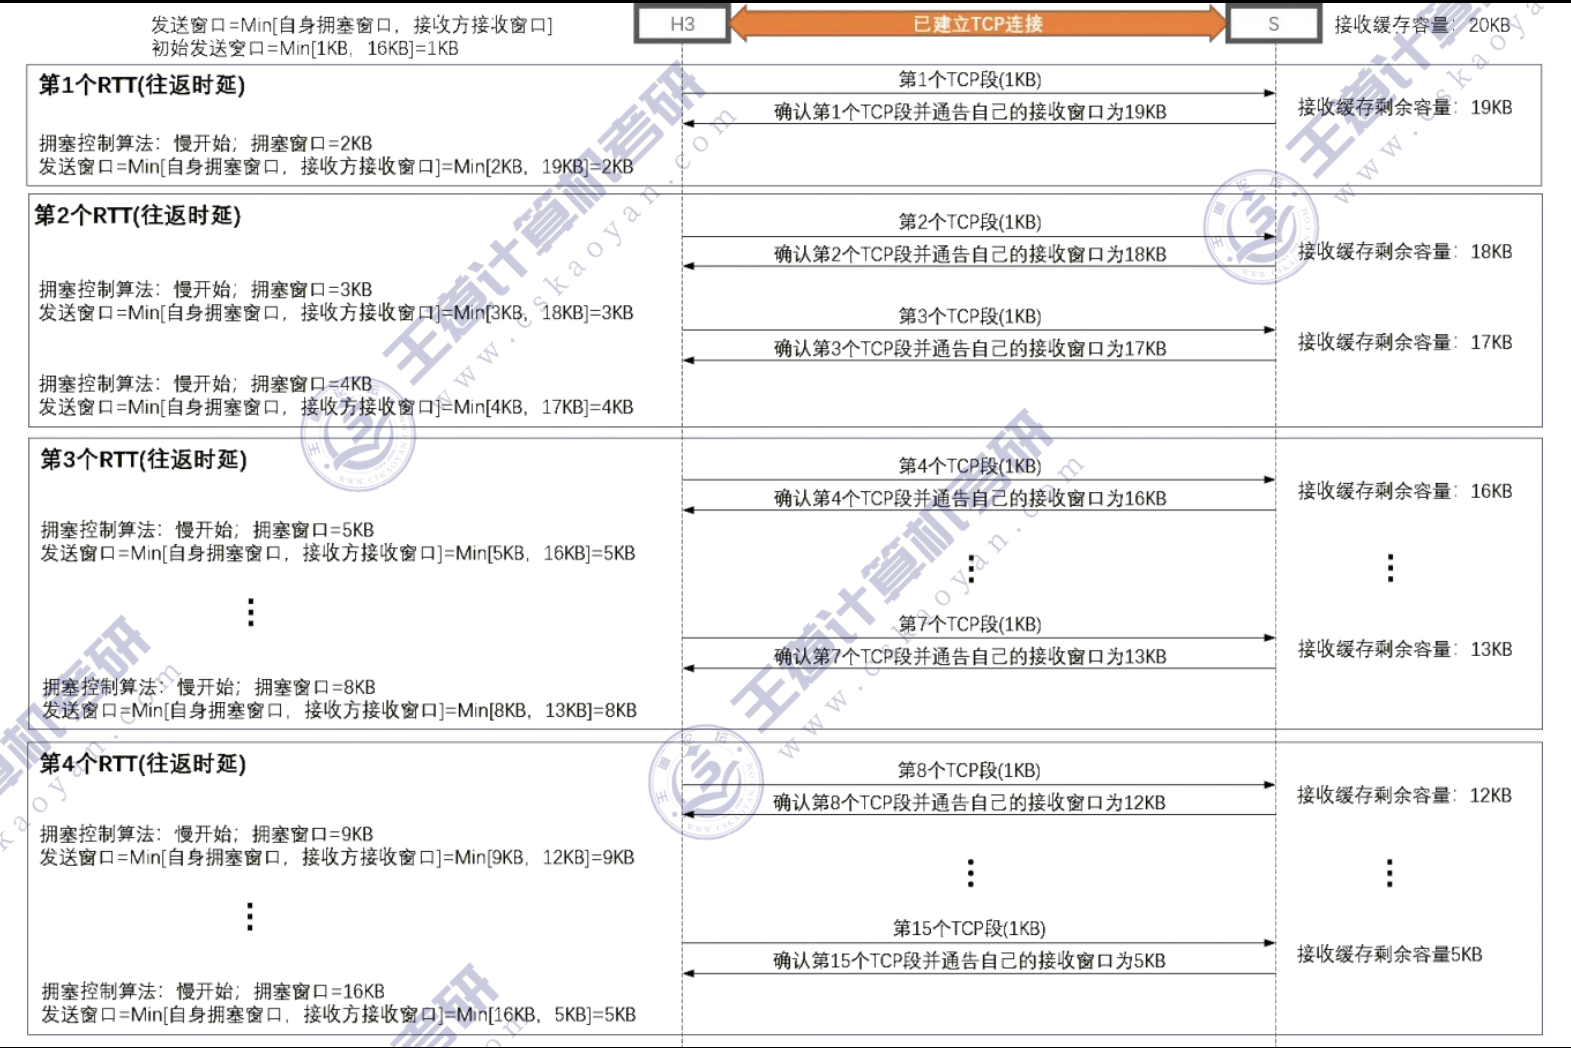 发送窗口=Min[自身拥塞窗口，接收方接收窗口]
初始发送窗口=Min[1KB，16KB]=1KB
H3
已建立TCP连接
S
接收缓存容量：20KB
第1个RTT(往返时延)
第1个TCP段(1KB)
确认第1个TCP段并通告自己的接收窗口为19KB
接收缓存剩余容量：19KB
拥塞控制算法：慢开始；拥塞窗口=2KB
发送窗口=Min[自身拥塞窗口，接收方接收窗口]=Min[2KB，19KB]=2KB
第2个RTT(往返时延)
第2个TCP段(1KB)
确认第2个TCP段并通告自己的接收窗口为18KB
接收缓存剩余容量：18KB
拥塞控制算法：慢开始；拥塞窗口=3KB
发送窗口=Min[自身拥塞窗口，接收方接收窗口]=Min[3KB，18KB]=3KB
第3个TCP段(1KB)
确认第3个TCP段并通告自己的接收窗口为17KB
接收缓存剩余容量：17KB
拥塞控制算法：慢开始；拥塞窗口=4KB
发送窗口=Min[自身拥塞窗口，接收方接收窗口]=Min[4KB，17KB]=4KB
第3个RTT(往返时延)
第4个TCP段(1KB)
确认第4个TCP段并通告自己的接收窗口为16KB
接收缓存剩余容量：16KB
拥塞控制算法：慢开始；拥塞窗口=5KB
发送窗口=Min[自身拥塞窗口，接收方接收窗口]=Min[5KB，16KB]=5KB
第7个TCP段(1KB)
确认第7个TCP段并通告自己的接收窗口为13KB
接收缓存剩余容量：13KB
拥塞控制算法：慢开始；拥塞窗口=8KB
发送窗口=Min[自身拥塞窗口，接收方接收窗口]=Min[8KB，13KB]=8KB
第4个RTT(往返时延)
第8个TCP段(1KB)
确认第8个TCP段并通告自己的接收窗口为12KB
接收缓存剩余容量：12KB
拥塞控制算法：慢开始；拥塞窗口=9KB
发送窗口=Min[自身拥塞窗口，接收方接收窗口]=Min[9KB，12KB]=9KB
第15个TCP段(1KB)
确认第15个TCP段并通告自己的接收窗口为5KB
接收缓存剩余容量5KB
拥塞控制算法：慢开始；拥塞窗口=16KB
发送窗口=Min[自身拥塞窗口，接收方接收窗口]=Min[16KB，5KB]=5KB
王道计算机考研
www.cskaoyan.com
王道计算机考研
www.cskaoyan.com